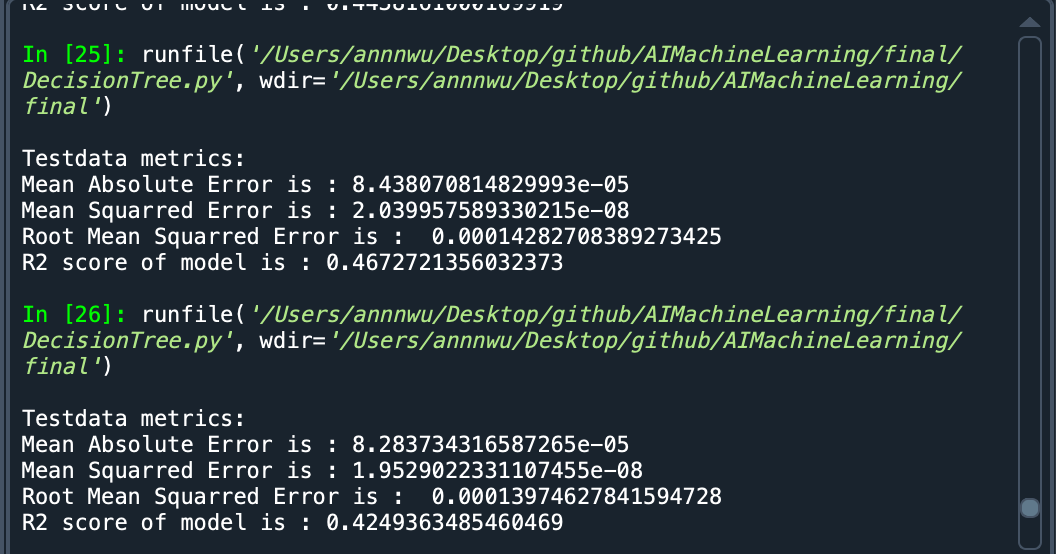 R2 score of model is :
In [25]: runfile('/Users/annnwu/Desktop/github/AIMachineLearning/final/
DecisionTree.py', wdir='/Users/annnwu/Desktop/github/AIMachineLearning/
final')
Testdata metrics:
Mean Absolute Error is : 8.438070814829993e-05
Mean Squarred Error is : 2.039957589330215e-08
Root Mean Squarred Error is :  0.00014282708389273425
R2 score of model is : 0.4672721356032373
In [26]: runfile('/Users/annnwu/Desktop/github/AIMachineLearning/final/
DecisionTree.py', wdir='/Users/annnwu/Desktop/github/AIMachineLearning/
final')
Testdata metrics:
Mean Absolute Error is : 8.283734316587265e-05
Mean Squarred Error is : 1.9529022331107455e-08
Root Mean Squarred Error is :  0.00013974627841594728
R2 score of model is : 0.4249363485460469